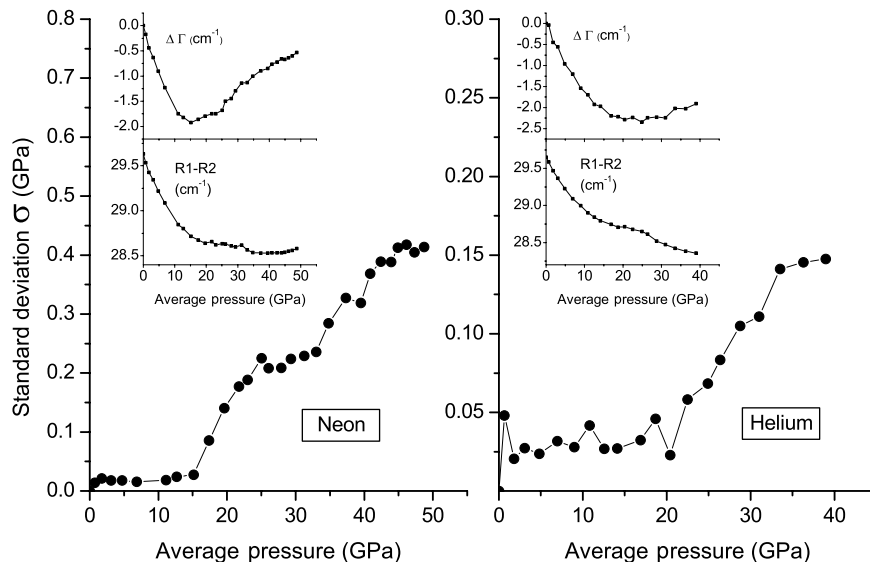 Standard deviation σ (GPa)
0.8
0.7
0.6
0.5
0.4
0.3
0.2
0.1
0.0
0 10 20 30 40 50
Average pressure (GPa)
Neon
0.0
-0.5
-1.0
-1.5
-2.0
Δ Γ (cm-1)
29.5
29.0
28.5
R1-R2
(cm-1)
0 10 20 30 40 50
Average pressure (GPa)
0.30
0.25
0.20
0.15
0.10
0.05
0 10 20 30 40
Average pressure (GPa)
Helium
0.0
-0.5
-1.0
-1.5
-2.0
-2.5
Δ Γ (cm-1)
29.5
29.0
28.5
R1-R2
(cm-1)
0 10 20 30 40 50
Average pressure (GPa)